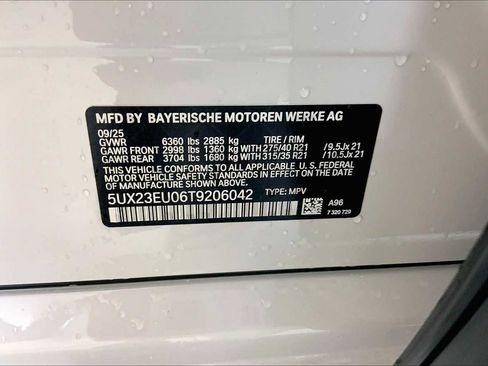 MFD BY BAYERISCHE MOTOREN WERKE AG
09/25
GVWR 6360 lbs 2885 kg TIRE / RIM
GAWR FRONT 2998 lbs 1360 kg WITH 275/40 R21 / 9.5Jx21
GAWR REAR 3704 lbs 1680 kg WITH 315/35 R21 / 10.5Jx21
THIS VEHICLE CONFORMS TO ALL APPLICABLE U. S. FEDERAL
MOTOR VEHICLE SAFETY AND THEFT PREVENTION STANDARDS
IN EFFECT ON THE DATE OF MANUFACTURE SHOWN ABOVE.
5UX23EU06T9206042 TYPE: MPV A96
7 320 729